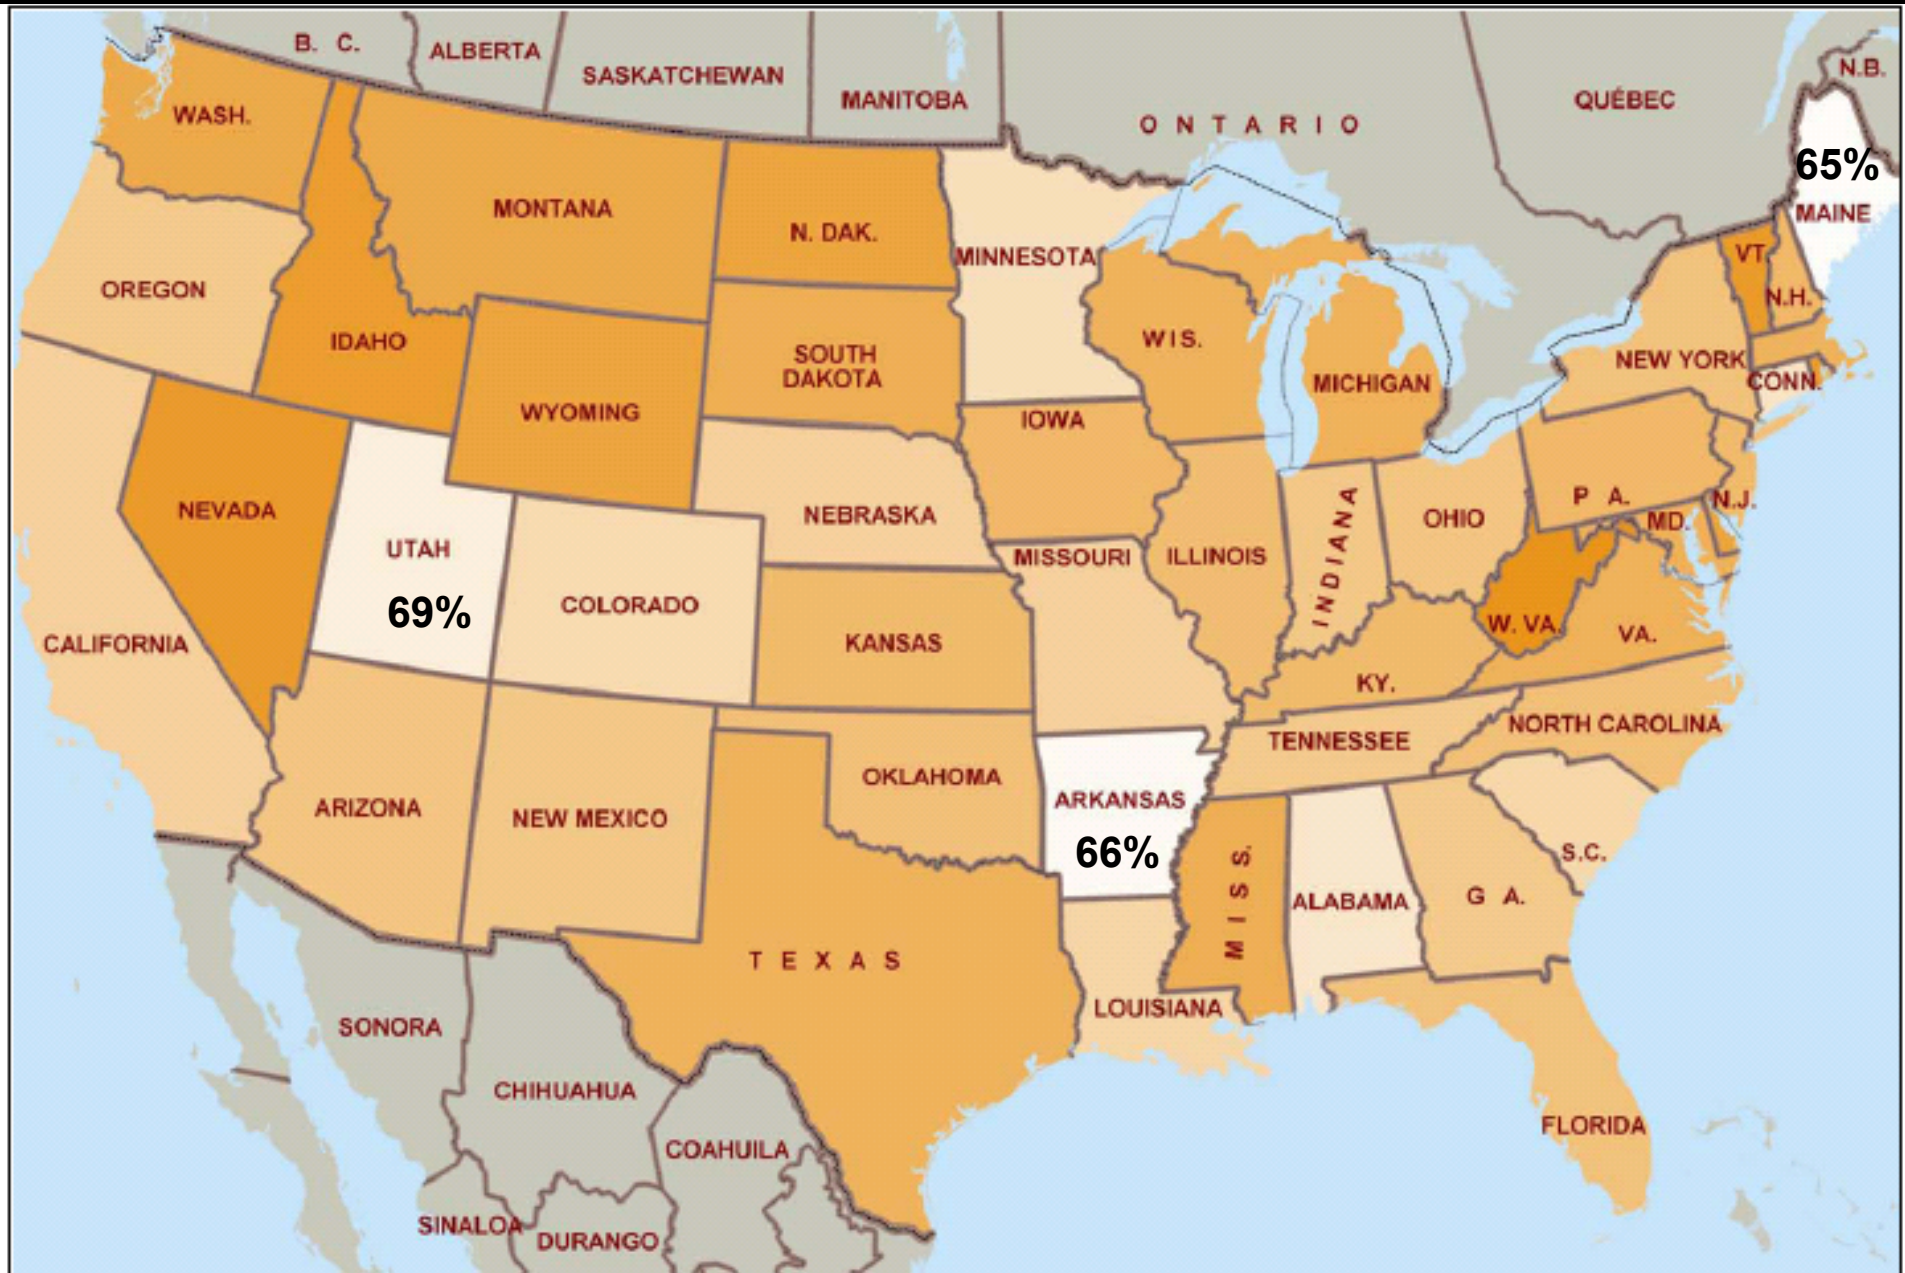 B. C.
ALBERTA
SASKATCHEWAN
MANITOBA
ONTARIO
QUÉBEC
N.B.
WASH.
MONTANA
N. DAK.
MINNESOTA
65%
MAINE
OREGON
IDAHO
WYOMING
SOUTH
DAKOTA
WIS.
MICHIGAN
NEW YORK
VT.
N.H.
CONN.
NEVADA
UTAH
69%
COLORADO
NEBRASKA
IOWA
ILLINOIS
INDIANA
OHIO
P A.
N.J.
MD.
CALIFORNIA
KANSAS
MISSOURI
KY.
W. VA.
VA.
ARIZONA
NEW MEXICO
OKLAHOMA
ARKANSAS
66%
TENNESSEE
NORTH CAROLINA
S.C.
TEXAS
LOUISIANA
MISS.
ALABAMA
G A.
FLORIDA
SONORA
CHIHUAHUA
COAHUILA
SINALOA
DURANGO